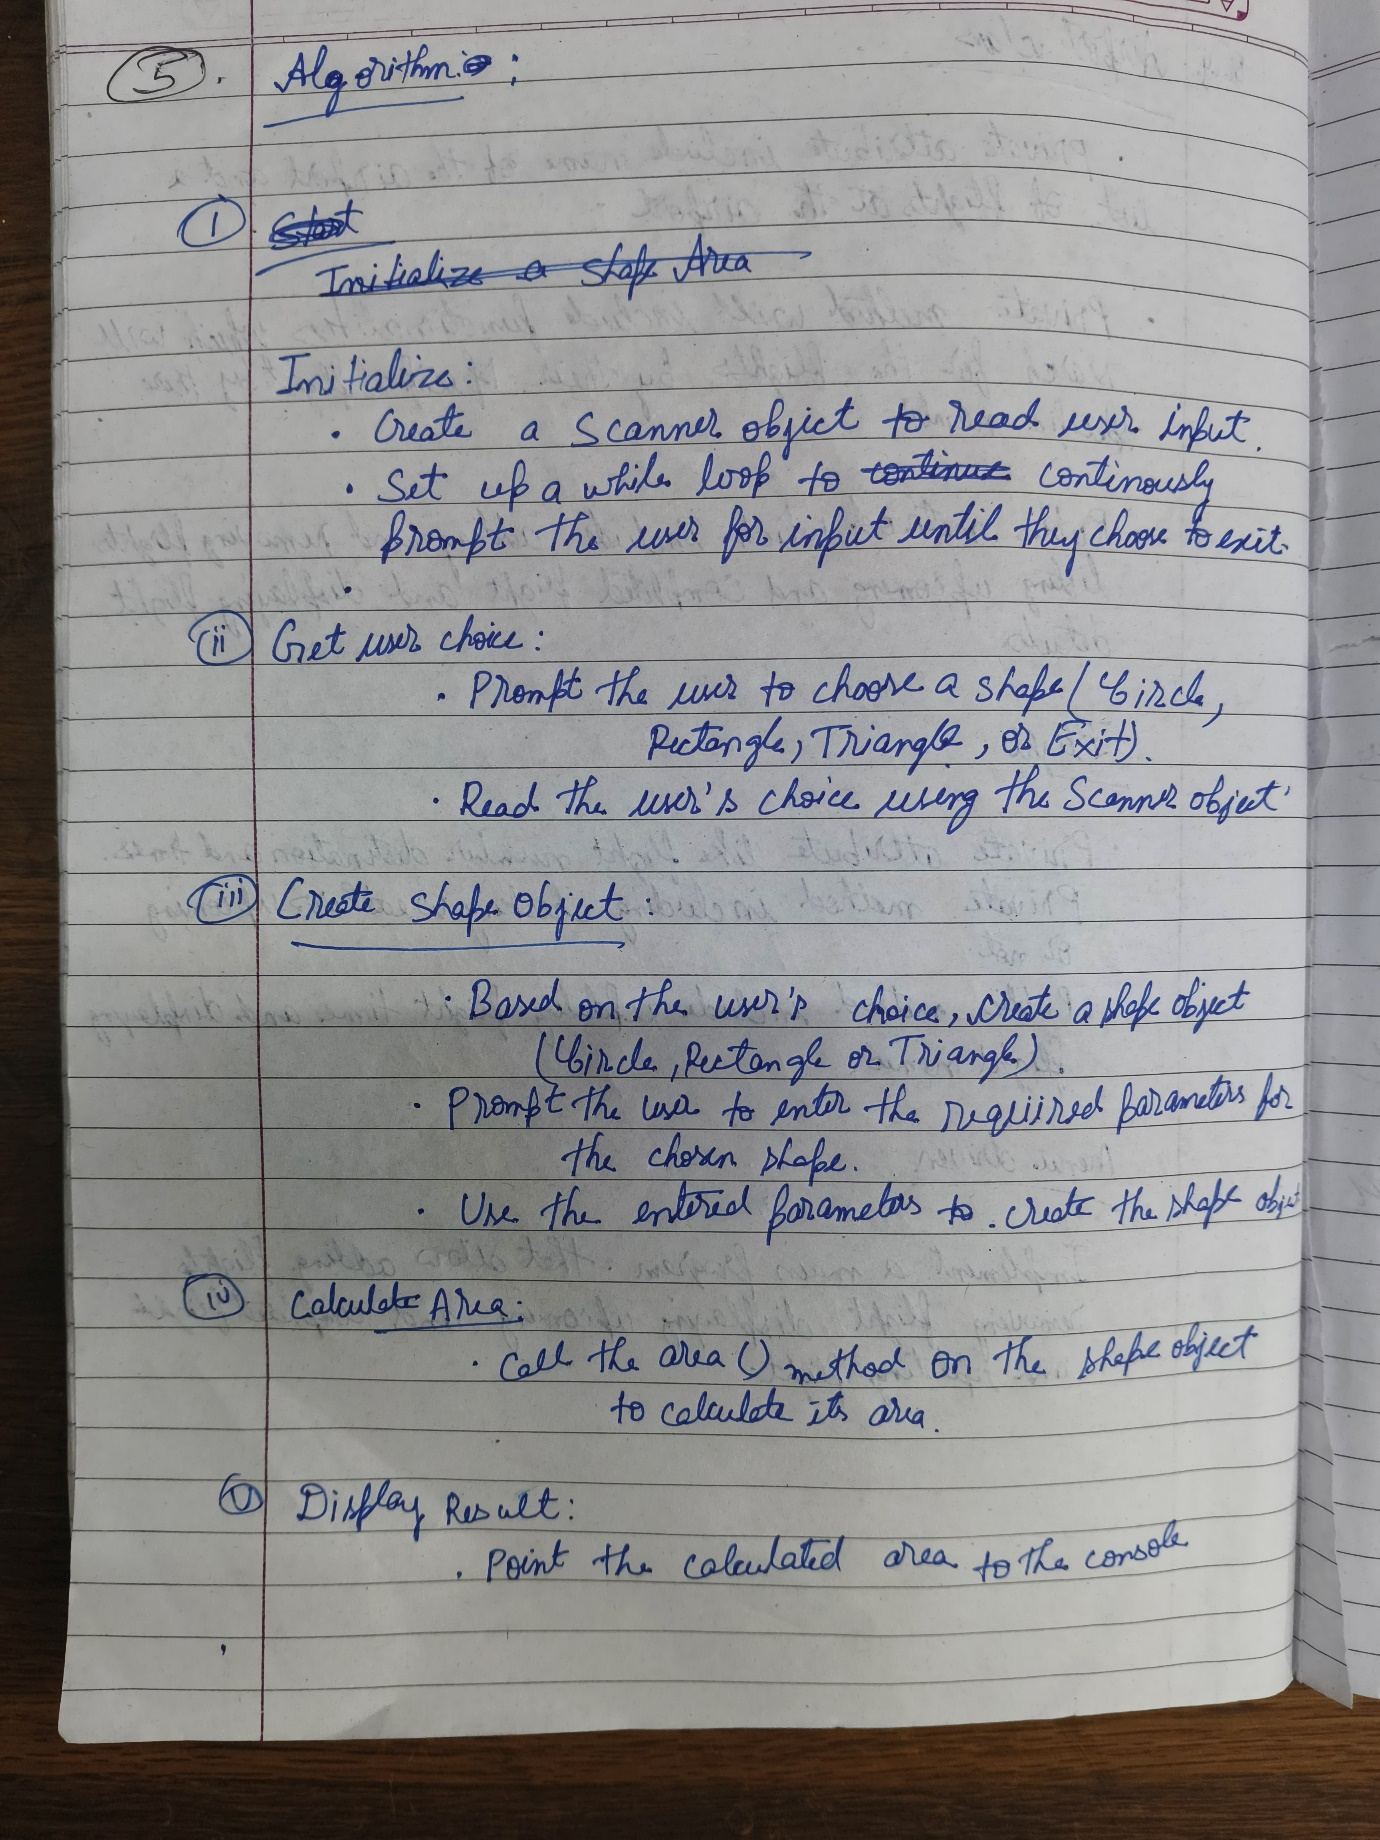 5. Algorithm:
i Start
Initialize a shape Area
Initialize:
• Create a Scanner object to read user input.
• Set up a while loop to continue continously
prompt the user for input until they choose to exit.
•
ii Get user choice:
• Prompt the user to choose a shape (Circle,
Rectangle, Triangle, or Exit).
• Read the user's choice using the Scanner object
iii Create Shape Object:
• Based on the user's choice, create a shape object
(Circle, Rectangle or Triangle).
• Prompt the user to enter the required parameters for
the chosen shape.
• Use the entered parameters to create the shape object
iv Calculate Area:
• Call the area () method on the shape object
to calculate its area.
v Display Result:
• Point the calculated area to the console